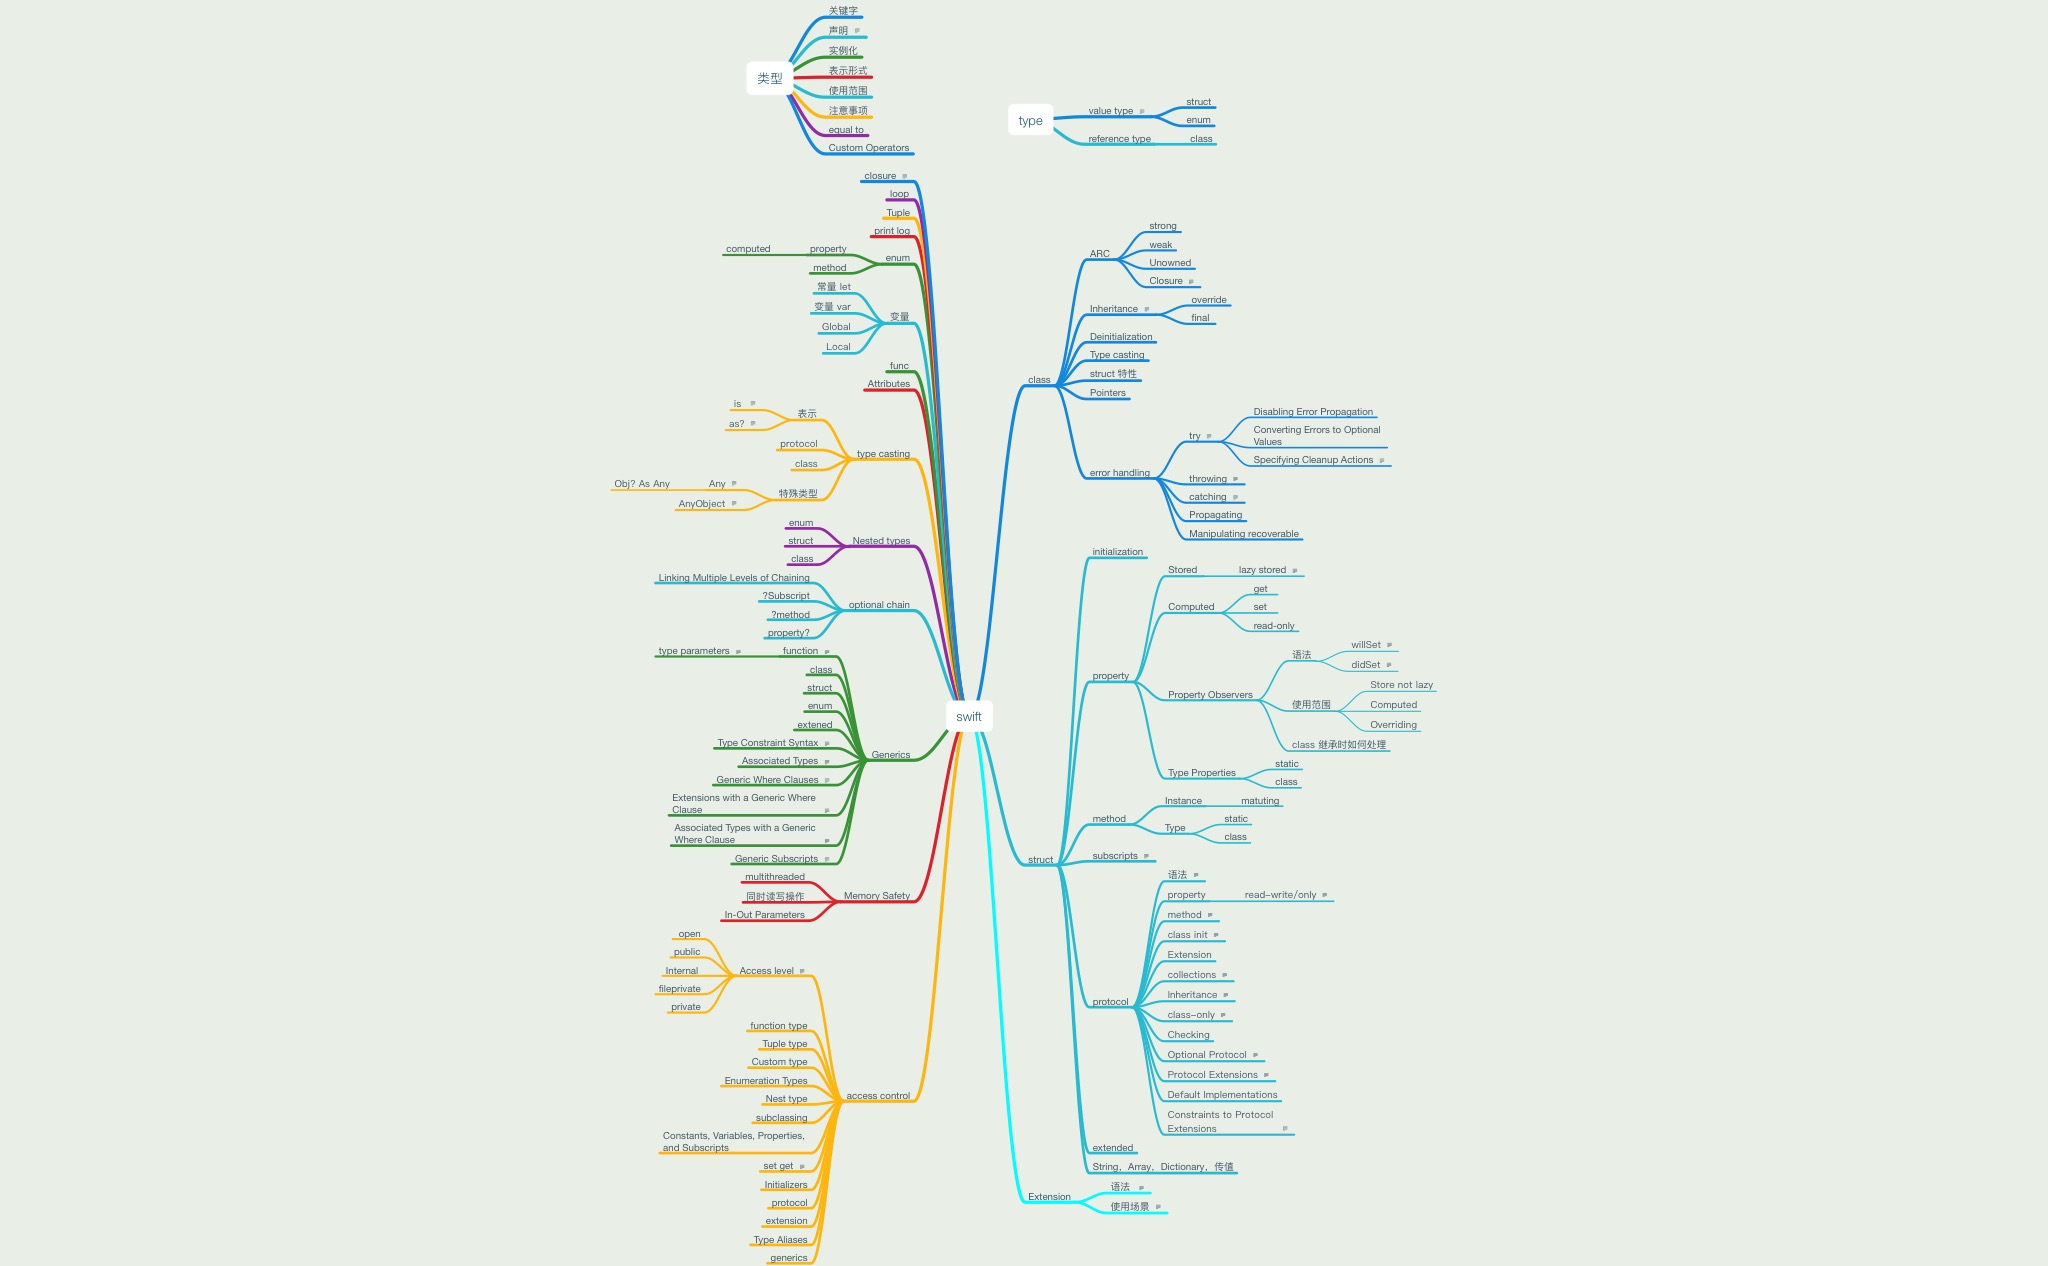 类型
关键字
声明
实例化
表示形式
使用范围
注意事项
equal to
Custom Operators
type
value type
struct
enum
reference type
class
swift
closure
loop
Tuple
print log
enum
property
computed
method
变量
常量 let
变量 var
Global
Local
func
Attributes
type casting
表示
is
as?
protocol
class
特殊类型
Any
Obj? As Any
AnyObject
Nested types
enum
struct
class
optional chain
Linking Multiple Levels of Chaining
?Subscript
?method
property?
Generics
function
type parameters
class
struct
enum
extened
Type Constraint Syntax
Associated Types
Generic Where Clauses
Extensions with a Generic Where
Clause
Associated Types with a Generic
Where Clause
Generic Subscripts
Memory Safety
multithreaded
同时读写操作
In-Out Parameters
access control
Access level
open
public
Internal
fileprivate
private
function type
Tuple type
Custom type
Enumeration Types
Nest type
subclassing
Constants, Variables, Properties,
and Subscripts
set get
Initializers
protocol
extension
Type Aliases
generics
class
ARC
strong
weak
Unowned
Closure
Inheritance
override
final
Deinitialization
Type casting
struct 特性
Pointers
error handling
try
Disabling Error Propagation
Converting Errors to Optional
Values
Specifying Cleanup Actions
throwing
catching
Propagating
Manipulating recoverable
struct
initialization
property
Stored
lazy stored
Computed
get
set
read-only
Property Observers
语法
willSet
didSet
使用范围
Store not lazy
Computed
Overriding
class 继承时如何处理
Type Properties
static
class
method
Instance
matuting
Type
static
class
subscripts
protocol
语法
property
read–write/only
method
class init
Extension
collections
Inheritance
class–only
Checking
Optional Protocol
Protocol Extensions
Default Implementations
Constraints to Protocol
Extensions
extended
String，Array，Dictionary，传值
Extension
语法
使用场景